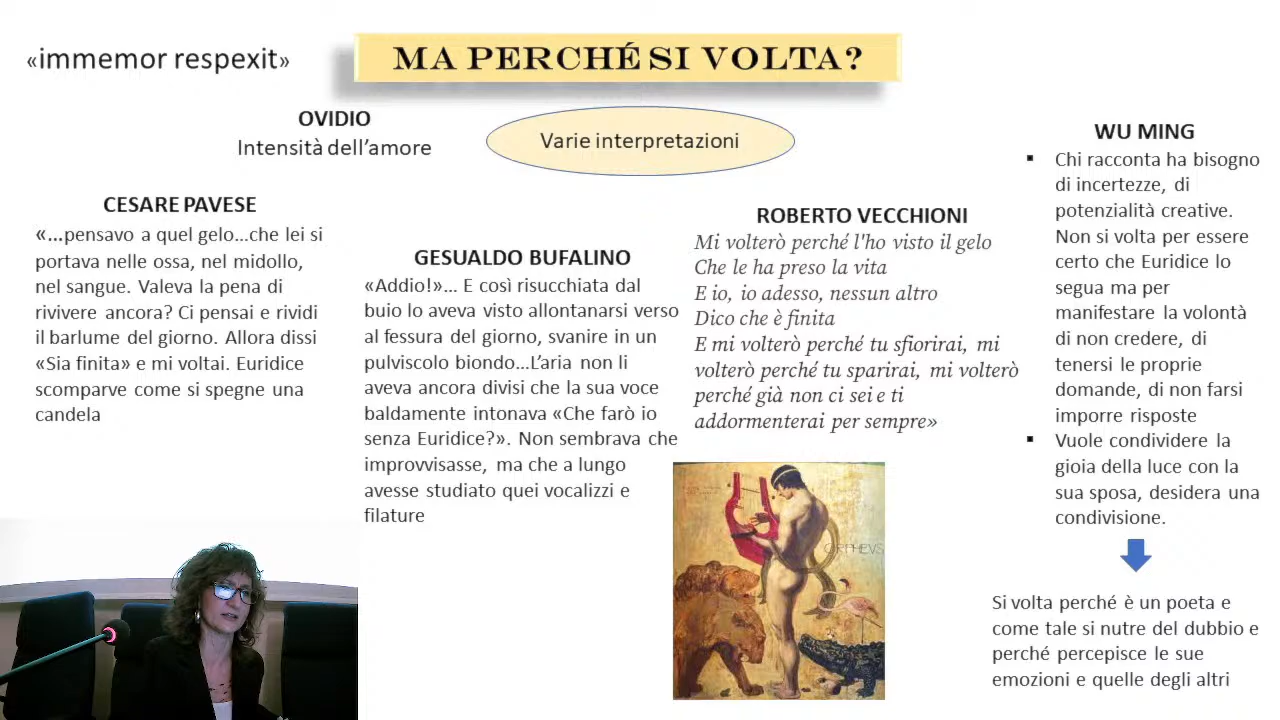 «immemor respexit»
MA PERCHÉ SI VOLTA?
OVIDIO
Intensità dell’amore
Varie interpretazioni
CESARE PAVESE
«…pensavo a quel gelo…che lei si
portava nelle ossa, nel midollo,
nel sangue. Valeva la pena di
rivivere ancora? Ci pensai e rividi
il barlume del giorno. Allora dissi
«Sia finita» e mi voltai. Euridice
scomparve come si spegne una
candela
GESUALDO BUFALINO
«Addio!»… E così risucchiata dal
buio lo aveva visto allontanarsi verso
al fessura del giorno, svanire in un
pulviscolo biondo…L’aria non li
aveva ancora divisi che la sua voce
baldamente intonava «Che farò io
senza Euridice?». Non sembrava che
improvvisasse, ma che a lungo
avesse studiato quei vocalizzi e
filature
ROBERTO VECCHIONI
Mi volterò perché l'ho visto il gelo
Che le ha preso la vita
E io, io adesso, nessun altro
Dico che è finita
E mi volterò perché tu sfiorirai, mi
volterò perché tu sparirai, mi volterò
perché già non ci sei e ti
addormenterai per sempre»
ORPHEVS
WU MING
▪ Chi racconta ha bisogno
di incertezze, di
potenzialità creative.
Non si volta per essere
certo che Euridice lo
segua ma per
manifestare la volontà
di non credere, di
tenersi le proprie
domande, di non farsi
imporre risposte
▪ Vuole condividere la
gioia della luce con la
sua sposa, desidera una
condivisione.
Si volta perché è un poeta e
come tale si nutre del dubbio e
perché percepisce le sue
emozioni e quelle degli altri